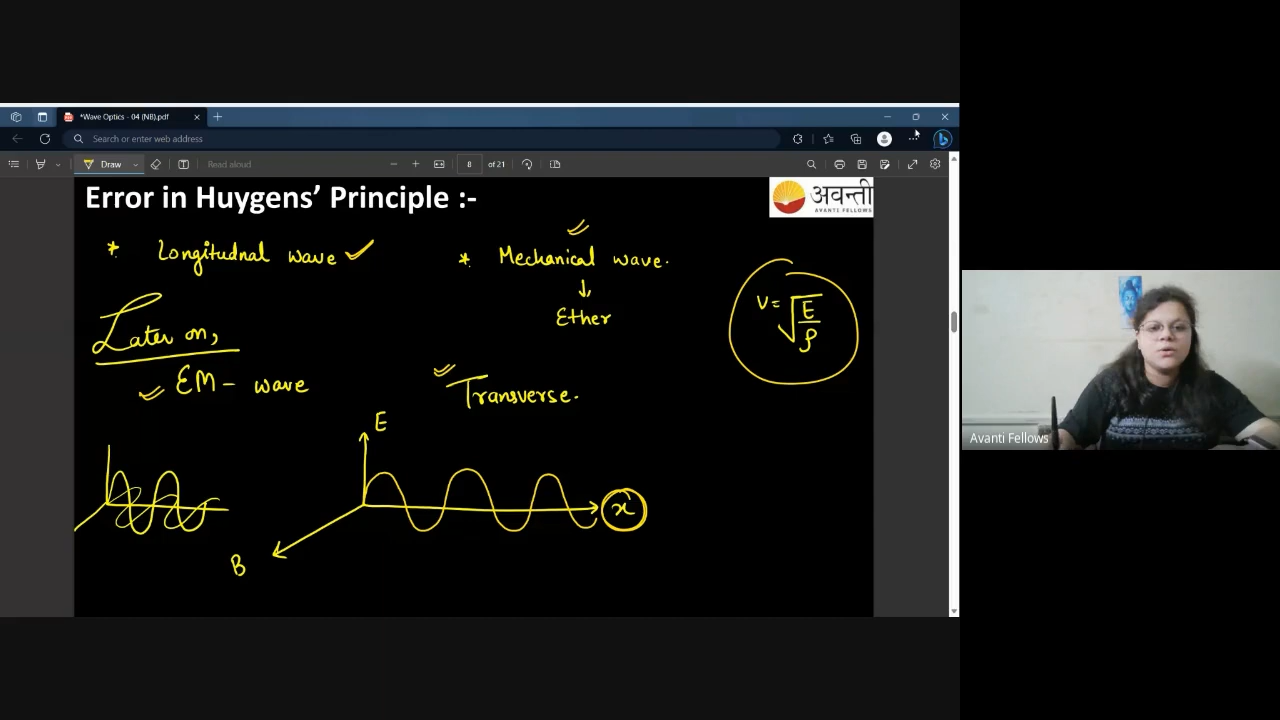 *Wave Optics - 04 (NB).pdf
Search or enter web address
Draw
Read aloud
8 of 21
Error in Huygens’ Principle :-
अवन्ती
AVANTI FELLOWS
* Longitudnal wave
* Mechanical wave.
↓
Ether
V = √E/ρ
Later on,
EM - wave
Transverse.
E
x
B
Avanti Fellows